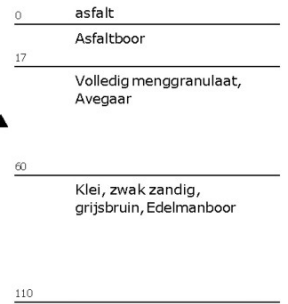 0 asfalt
Asfaltboor
17
Volledig menggranulaat,
Avegaar
60
Klei, zwak zandig,
grijsbruin, Edelmanboor
110